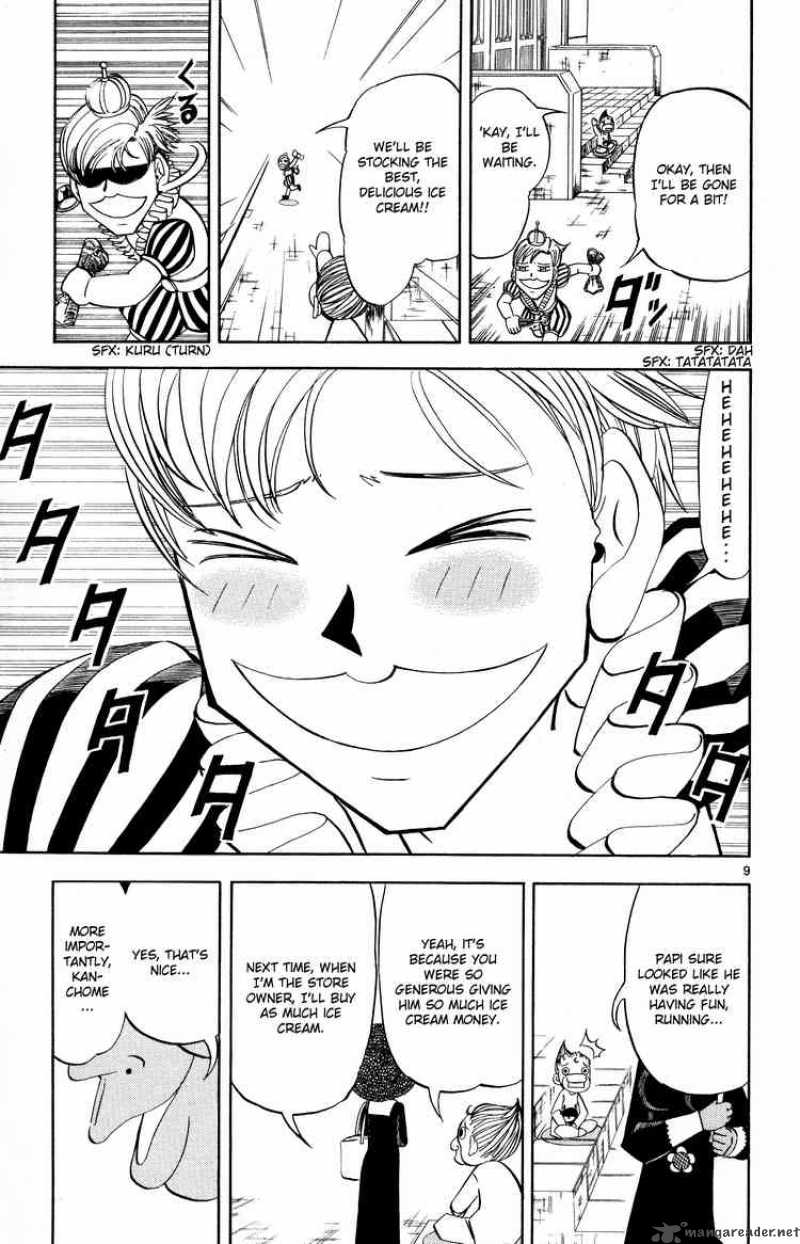 OKAY, THEN
I'LL BE GONE
FOR A BIT!
'KAY, I'LL
BE
WAITING.
ダッ
SFX: DAH
SFX: TATATATATA
WE'LL BE
STOCKING THE
BEST,
DELICIOUS ICE
CREAM!!
くるっ
SFX: KURU (TURN)
HEHEHEHEHEHE...
タ
タ
タ
タ
タ
タ
9
PAPI SURE
LOOKED LIKE HE
WAS REALLY
HAVING FUN,
RUNNING...
YEAH, IT'S
BECAUSE YOU
WERE SO
GENEROUS GIVING
HIM SO MUCH ICE
CREAM MONEY.
NEXT TIME, WHEN
I'M THE STORE
OWNER, I'LL BUY
AS MUCH ICE
CREAM.
YES, THAT'S
NICE...
MORE
IMPOR-
TANTLY,
KAN-
CHOME
...
mangareader.net